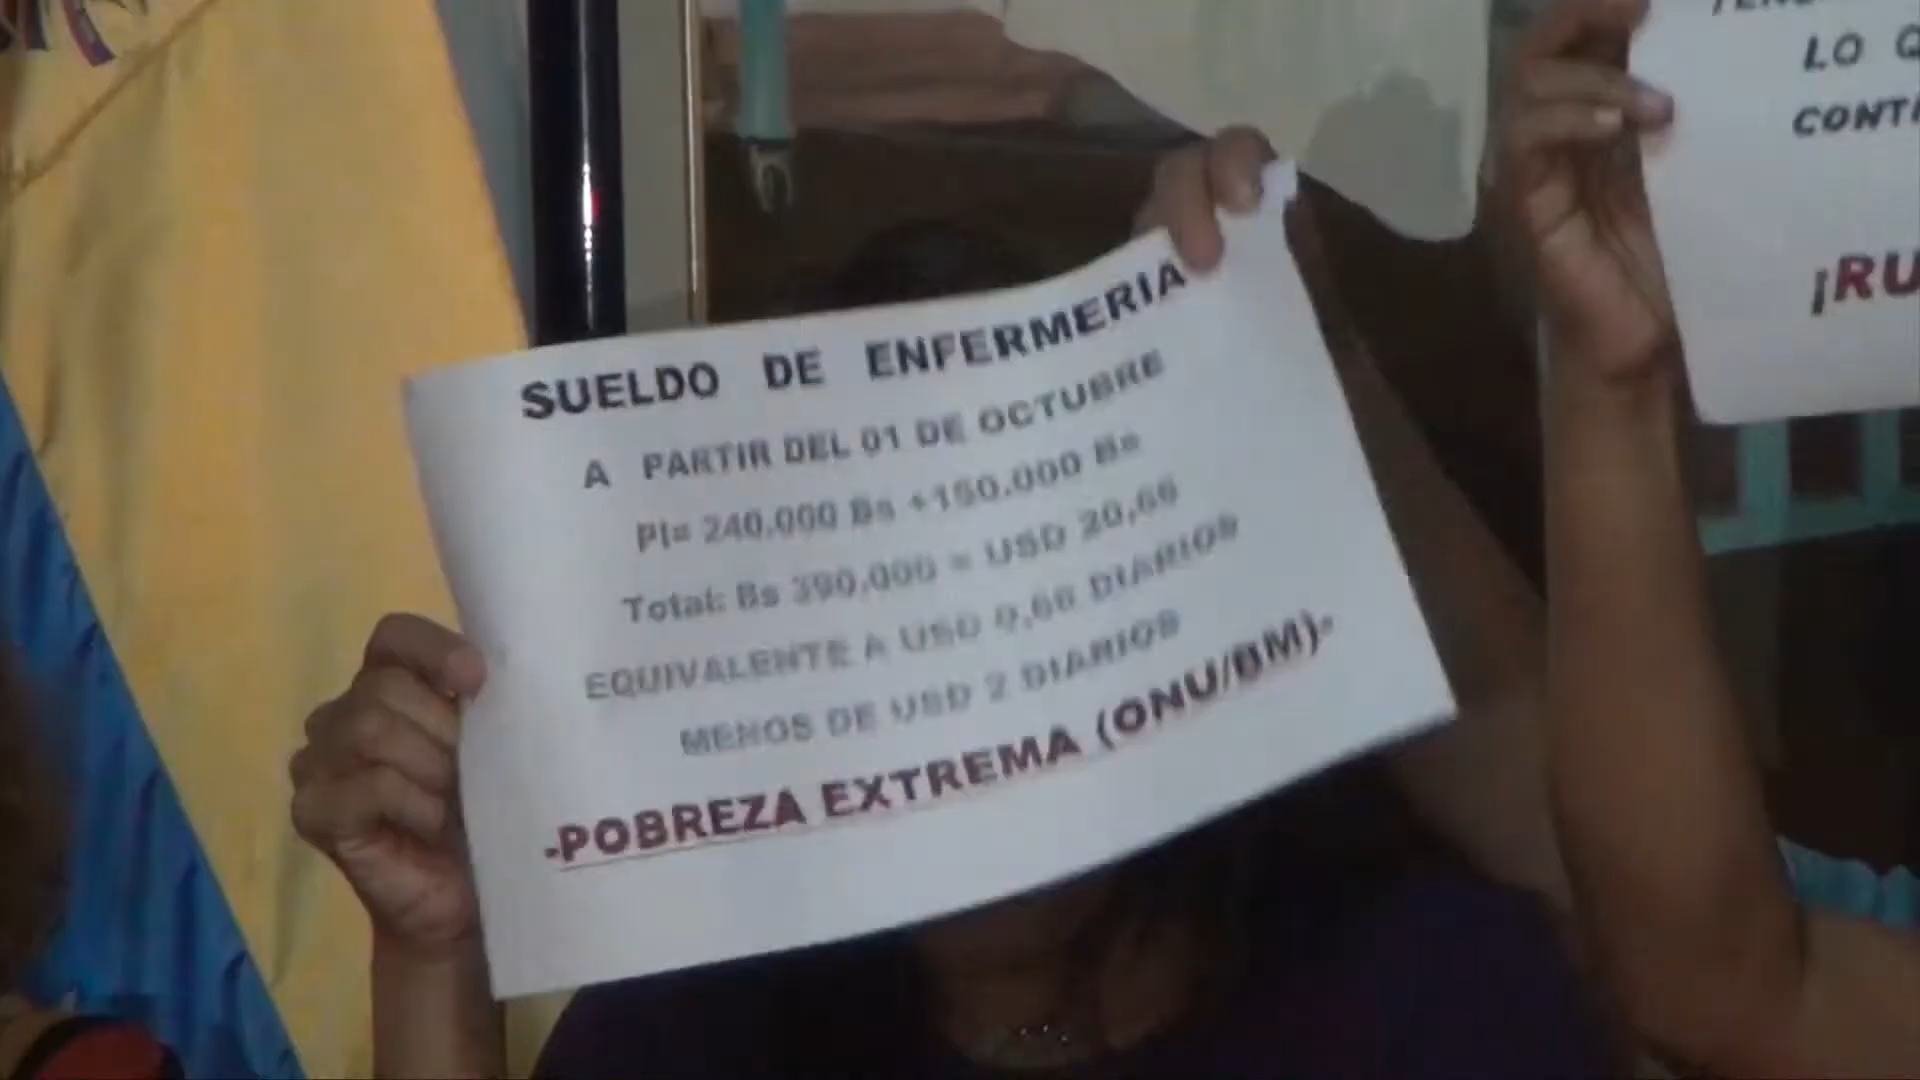 SUELDO DE ENFERMERIA
A PARTIR DEL 01 DE OCTUBRE
PI= 240.000 Bs +150.000 Bs
Total: Bs 390.000 = USD 20,66
EQUIVALENTE A USD 0,66 DIARIOS
MENOS DE USD 2 DIARIOS
-POBREZA EXTREMA (ONU/BM)-
LO
¡RU